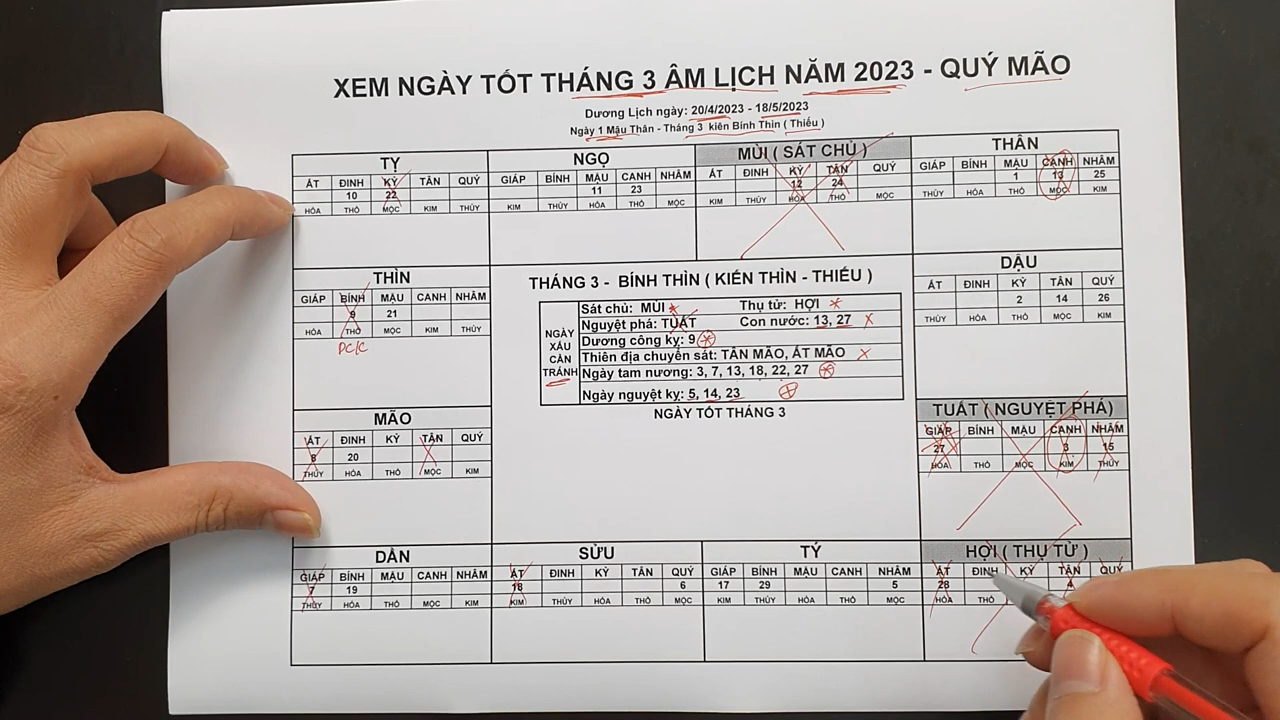 XEM NGÀY TỐT THÁNG 3 ÂM LỊCH NĂM 2023 - QUÝ MÃO
Dương Lịch ngày: 20/4/2023 - 18/5/2023
Ngày 1 Mậu Thân - Tháng 3 kiên Bính Thìn ( Thiếu )
TỴ
ẤT ĐINH KỶ TÂN QUÝ
10 22
HỎA THỔ MỘC KIM THỦY
NGỌ
GIÁP BÍNH MẬU CANH NHÂM
11 23
KIM THỦY HỎA THỔ MỘC
MÙI ( SÁT CHỦ )
ẤT ĐINH KỶ TÂN QUÝ
12 24
KIM THỦY HỎA THỔ MỘC
THÂN
GIÁP BÍNH MẬU CANH NHÂM
1 13 25
THỦY HỎA THỔ MỘC KIM
THÌN
GIÁP BÍNH MẬU CANH NHÂM
9 21
HỎA THỔ MỘC KIM THỦY
DCK
THÁNG 3 - BÍNH THÌN ( KIẾN THÌN - THIẾU )
NGÀY XẤU CẦN TRÁNH
Sát chủ: MÙI Thụ tử: HỢI
Nguyệt phá: TUẤT Con nước: 13, 27
Dương công kỵ: 9
Thiên địa chuyển sát: TÂN MÃO, ẤT MÃO
Ngày tam nương: 3, 7, 13, 18, 22, 27
Ngày nguyệt kỵ: 5, 14, 23
NGÀY TỐT THÁNG 3
DẬU
ẤT ĐINH KỶ TÂN QUÝ
2 14 26
THỦY HỎA THỔ MỘC KIM
MÃO
ẤT ĐINH KỶ TÂN QUÝ
8 20
THỦY HỎA THỔ MỘC KIM
TUẤT ( NGUYỆT PHÁ )
GIÁP BÍNH MẬU CANH NHÂM
27 3 15
HỎA THỔ MỘC KIM THỦY
DẦN
GIÁP BÍNH MẬU CANH NHÂM
7 19
THỦY HỎA THỔ MỘC KIM
SỬU
ẤT ĐINH KỶ TÂN QUÝ
18 6
KIM THỦY HỎA THỔ MỘC
TÝ
GIÁP BÍNH MẬU CANH NHÂM
17 29 5
KIM THỦY HỎA THỔ MỘC
HỢI ( THỤ TỬ )
ẤT ĐINH KỶ TÂN QUÝ
28 4
HỎA THỔ